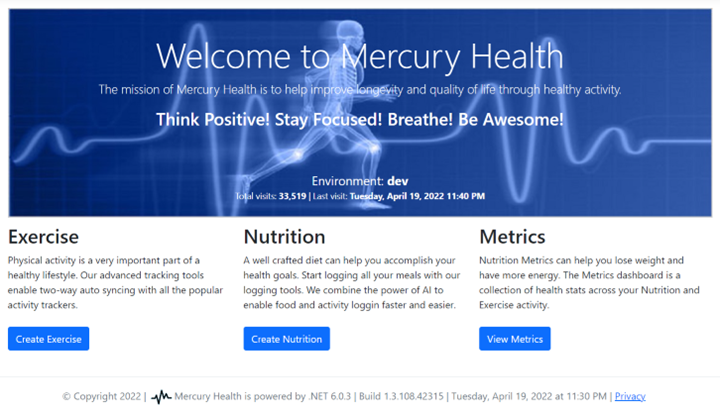 Welcome to Mercury Health
The mission of Mercury Health is to help improve longevity and quality of life through healthy activity.
Think Positive! Stay Focused! Breathe! Be Awesome!
Environment: dev
Total visits: 33,519 | Last visit: Tuesday, April 19, 2022 11:40 PM
Exercise
Physical activity is a very important part of a
healthy lifestyle. Our advanced tracking tools
enable two-way auto syncing with all the popular
activity trackers.
Create Exercise
Nutrition
A well crafted diet can help you accomplish your
health goals. Start logging all your meals with our
logging tools. We combine the power of AI to
enable food and activity loggin faster and easier.
Create Nutrition
Metrics
Nutrition Metrics can help you lose weight and
have more energy. The Metrics dashboard is a
collection of health stats across your Nutrition and
Exercise activity.
View Metrics
© Copyright 2022 | Mercury Health is powered by .NET 6.0.3 | Build 1.3.108.42315 | Tuesday, April 19, 2022 at 11:30 PM | Privacy